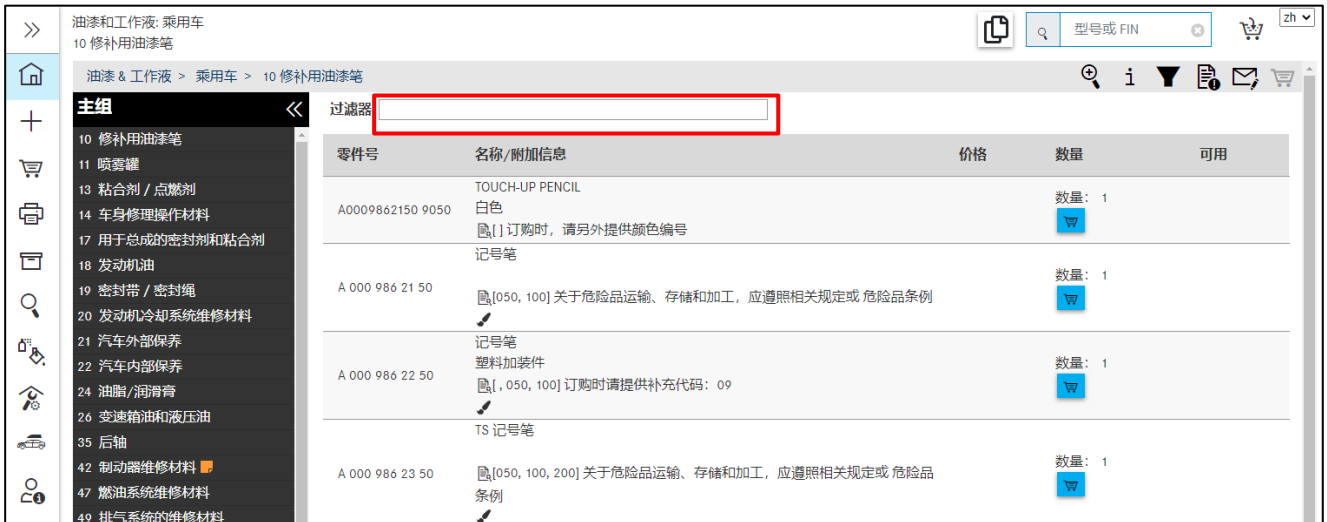 油漆和工作液: 乘用车
10 修补用油漆笔
型号或 FIN
zh
油漆 & 工作液 > 乘用车 > 10 修补用油漆笔
主组
10 修补用油漆笔
11 喷雾罐
13 粘合剂 / 点燃剂
14 车身修理操作材料
17 用于总成的密封剂和粘合剂
18 发动机油
19 密封带 / 密封绳
20 发动机冷却系统维修材料
21 汽车外部保养
22 汽车内部保养
24 油脂/润滑膏
26 变速箱油和液压油
35 后轴
42 制动器维修材料
47 燃油系统维修材料
49 排气系统的维修材料
过滤器
零件号 名称/附加信息 价格 数量 可用
TOUCH-UP PENCIL
A0009862150 9050 白色 数量: 1
[ ] 订购时，请另外提供颜色编号
记号笔
A 000 986 21 50 数量: 1
[050, 100] 关于危险品运输、存储和加工，应遵照相关规定或 危险品条例
记号笔
塑料加装件
A 000 986 22 50 数量: 1
[ , 050, 100] 订购时请提供补充代码：09
TS 记号笔
A 000 986 23 50 数量: 1
[050, 100, 200] 关于危险品运输、存储和加工，应遵照相关规定或 危险品
条例